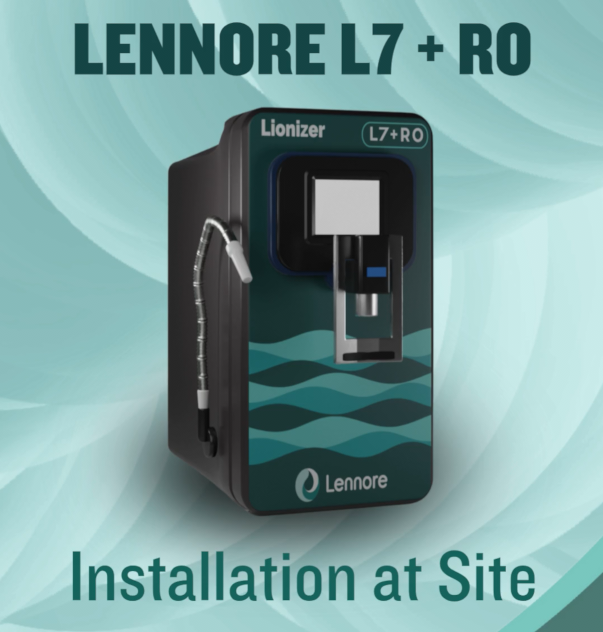 LENNORE L7 + RO
Lionizer
L7+RO
Lennore
Installation at Site